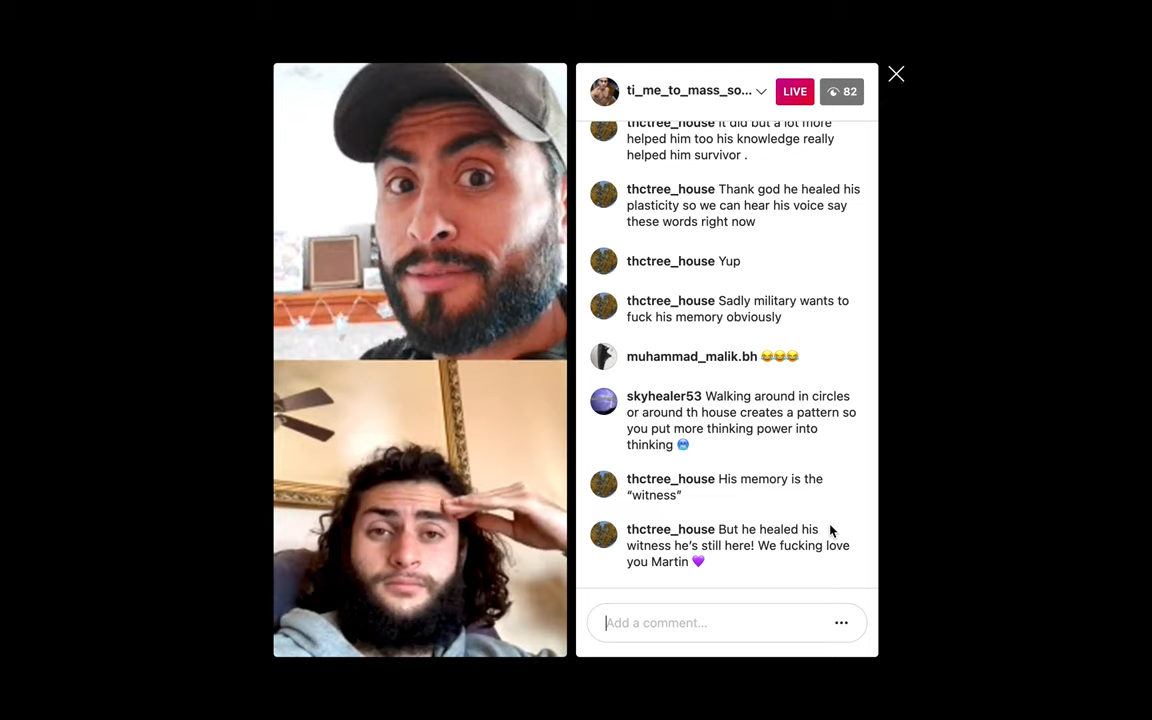 ti_me_to_mass_so...
LIVE
82
thctree_house It did but a lot more
helped him too his knowledge really
helped him survivor .
thctree_house Thank god he healed his
plasticity so we can hear his voice say
these words right now
thctree_house Yup
thctree_house Sadly military wants to
fuck his memory obviously
muhammad_malik.bh 😂😂😂
skyhealer53 Walking around in circles
or around th house creates a pattern so
you put more thinking power into
thinking 🥶
thctree_house His memory is the
“witness”
thctree_house But he healed his
witness he’s still here! We fucking love
you Martin 💜
Add a comment...